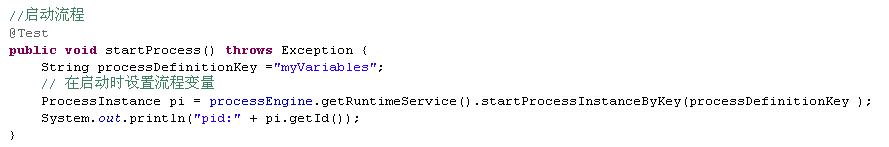 //启动流程
@Test
public void startProcess() throws Exception {
    String processDefinitionKey ="myVariables";
    // 在启动时设置流程变量
    ProcessInstance pi = processEngine.getRuntimeService().startProcessInstanceByKey(processDefinitionKey );
    System.out.println("pid:" + pi.getId());
}